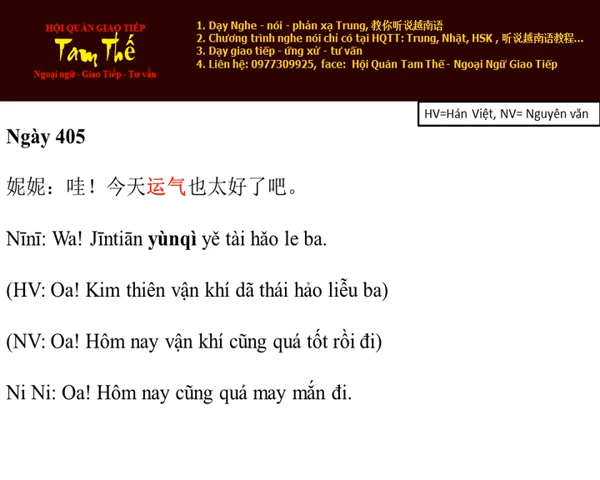 HỘI QUÁN GIAO TIẾP
Tam Thế
Ngoại ngữ - Giao Tiếp - Tư vấn
1. Dạy Nghe - nói - phản xạ Trung, 教你听说越南语
2. Chương trình nghe nói chỉ có tại HQTT: Trung, Nhật, HSK , 听说越南语教程...
3. Dạy giao tiếp - ứng xử - tư vấn
4. Liên hệ: 0977309925, face: Hội Quán Tam Thế - Ngoại Ngữ Giao Tiếp
HV=Hán Việt, NV= Nguyên văn
Ngày 405
妮妮：哇！今天运气也太好了吧。
Nīnī: Wa! Jīntiān yùnqì yě tài hǎo le ba.
(HV: Oa! Kim thiên vận khí dã thái hảo liễu ba)
(NV: Oa! Hôm nay vận khí cũng quá tốt rồi đi)
Ni Ni: Oa! Hôm nay cũng quá may mắn đi.